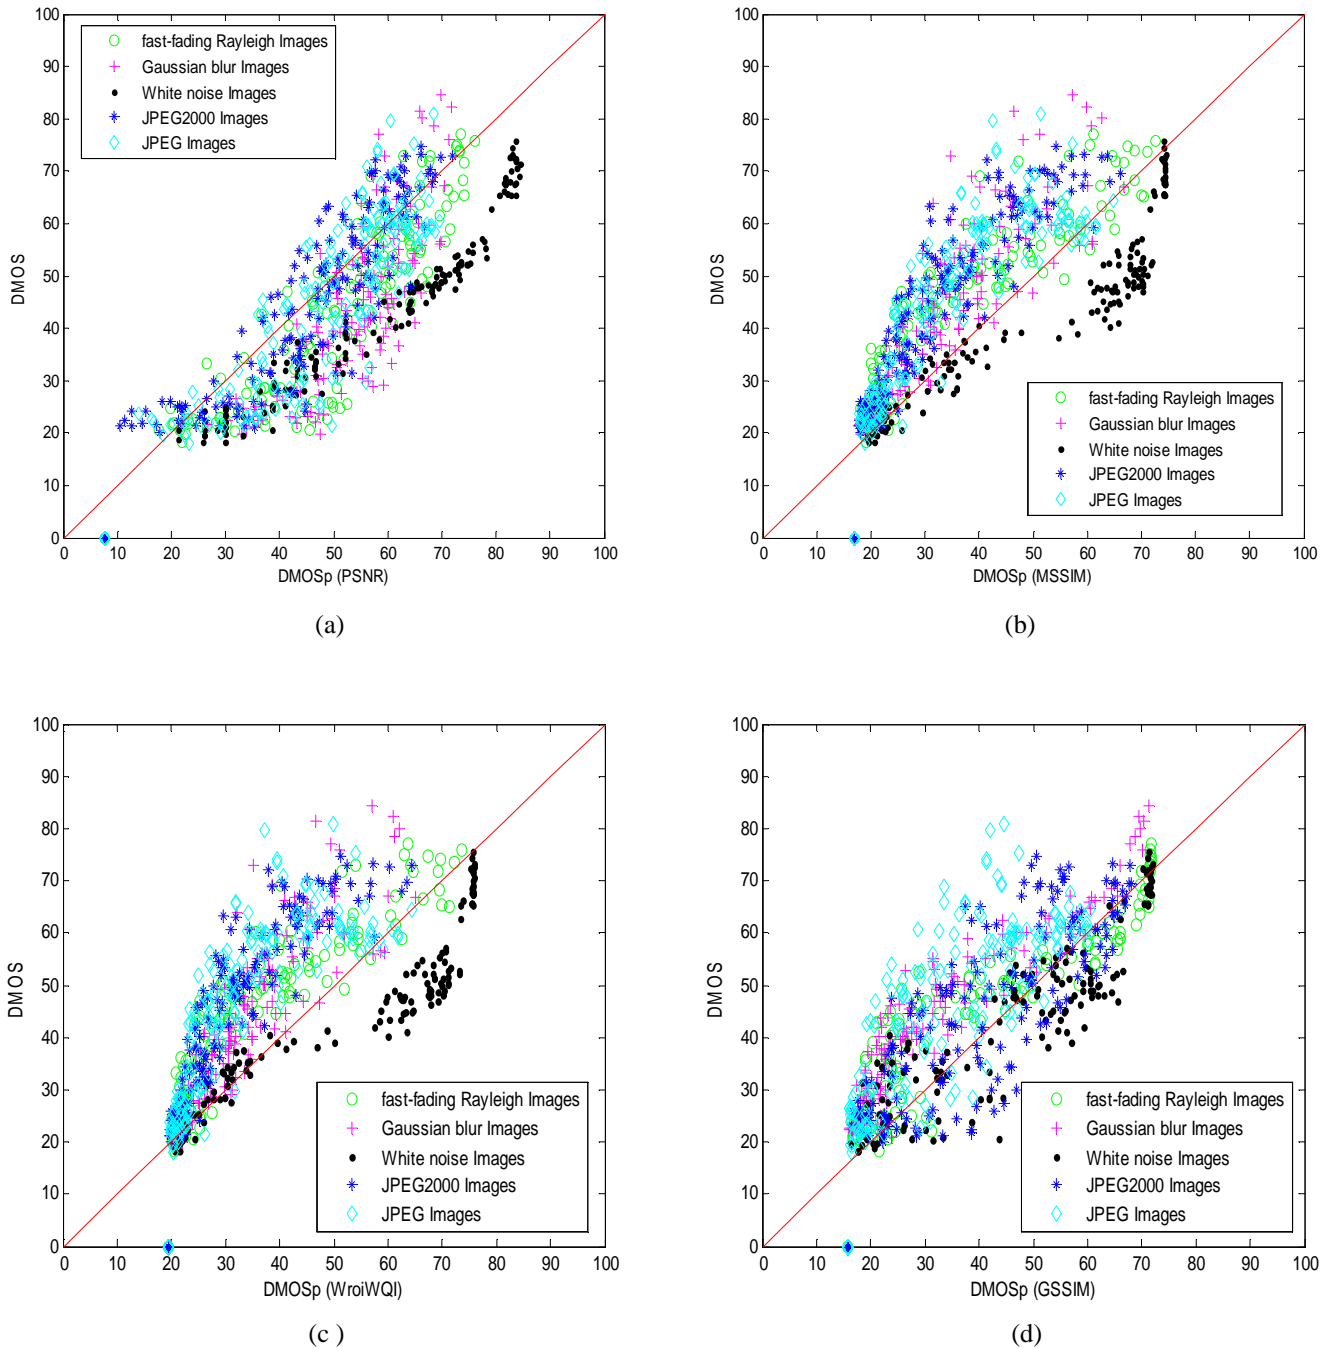 100
90
80
70
60
50
40
30
20
10
0
DMOS
fast-fading Rayleigh Images
Gaussian blur Images
White noise Images
JPEG2000 Images
JPEG Images
0 10 20 30 40 50 60 70 80 90 100
DMOSp (PSNR)
(a)
100
90
80
70
60
50
40
30
20
10
0
DMOS
fast-fading Rayleigh Images
Gaussian blur Images
White noise Images
JPEG2000 Images
JPEG Images
0 10 20 30 40 50 60 70 80 90 100
DMOSp (MSSIM)
(b)
100
90
80
70
60
50
40
30
20
10
0
DMOS
fast-fading Rayleigh Images
Gaussian blur Images
White noise Images
JPEG2000 Images
JPEG Images
0 10 20 30 40 50 60 70 80 90 100
DMOSp (WroiWQI)
(c )
100
90
80
70
60
50
40
30
20
10
0
DMOS
fast-fading Rayleigh Images
Gaussian blur Images
White noise Images
JPEG2000 Images
JPEG Images
0 10 20 30 40 50 60 70 80 90 100
DMOSp (GSSIM)
(d)